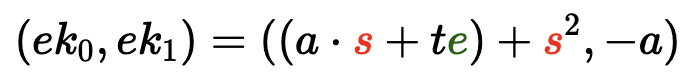 (ek₀, ek₁) = ((a · s + te) + s², −a)